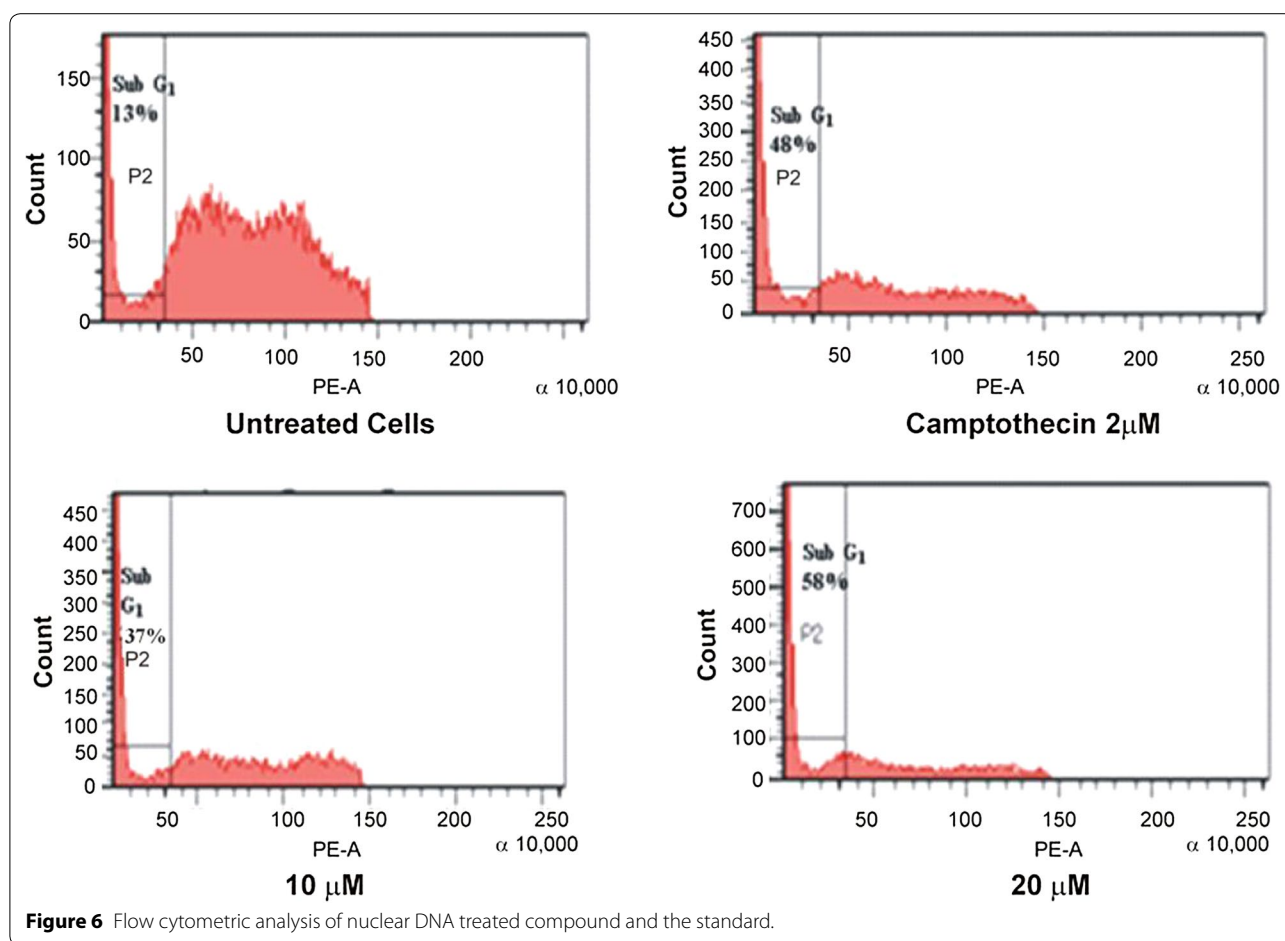 150
100
50
0
Count
Sub G1
13%
P2
50 100 150 200
PE-A α 10,000
Untreated Cells
450
400
350
300
250
200
150
100
50
0
Count
Sub G1
48%
P2
50 100 150 200 250
PE-A α 10,000
Camptothecin 2μM
450
400
350
300
250
200
150
100
50
0
Count
Sub
G1
37%
P2
50 100 150 200 250
PE-A α 10,000
10 μM
700
600
500
400
300
200
100
0
Count
Sub G1
58%
P2
50 100 150 200 250
PE-A α 10,000
20 μM
Figure 6 Flow cytometric analysis of nuclear DNA treated compound and the standard.